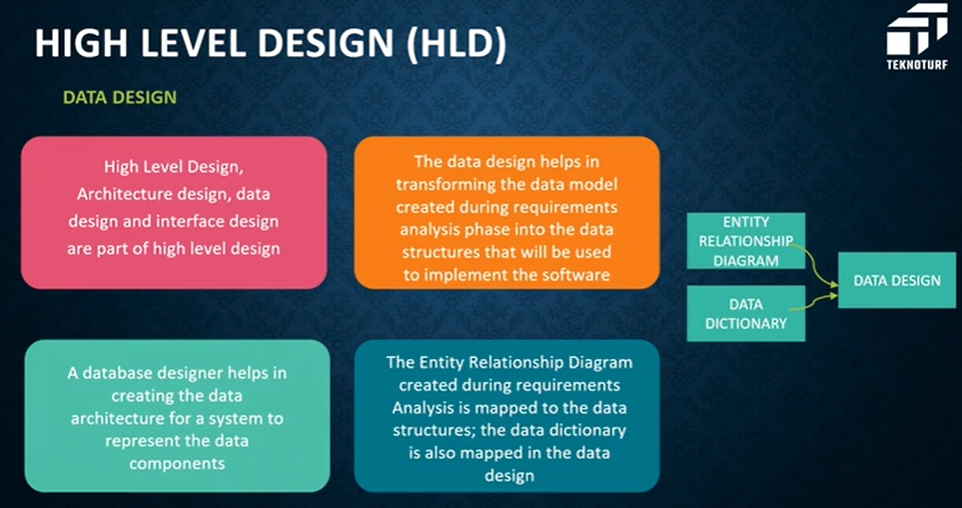 HIGH LEVEL DESIGN (HLD)
TEKNOTURF
DATA DESIGN
High Level Design,
Architecture design, data
design and interface design
are part of high level design
The data design helps in
transforming the data model
created during requirements
analysis phase into the data
structures that will be used
to implement the software
ENTITY
RELATIONSHIP
DIAGRAM
DATA
DICTIONARY
DATA DESIGN
A database designer helps in
creating the data
architecture for a system to
represent the data
components
The Entity Relationship Diagram
created during requirements
Analysis is mapped to the data
structures; the data dictionary
is also mapped in the data
design